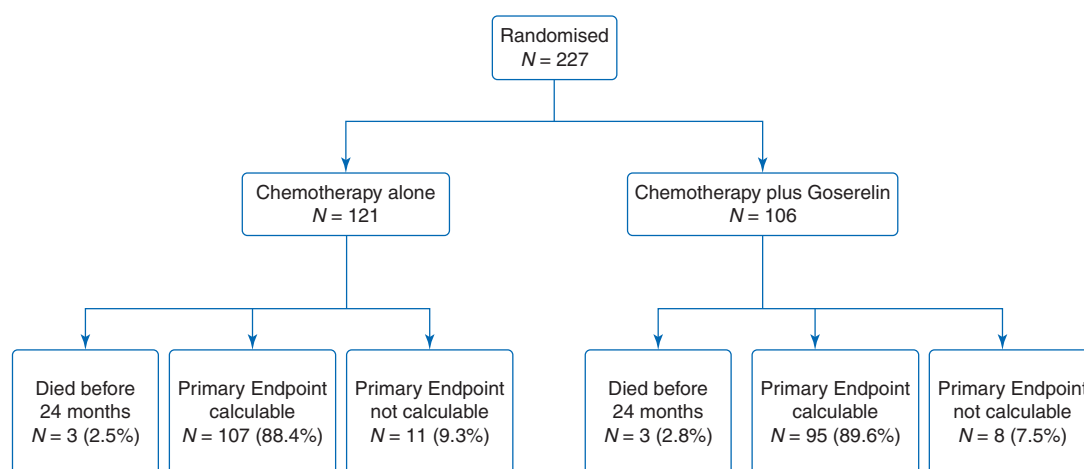 Randomised
N = 227
Chemotherapy alone
N = 121
Chemotherapy plus Goserelin
N = 106
Died before
24 months
N = 3 (2.5%)
Primary Endpoint
calculable
N = 107 (88.4%)
Primary Endpoint
not calculable
N = 11 (9.3%)
Died before
24 months
N = 3 (2.8%)
Primary Endpoint
calculable
N = 95 (89.6%)
Primary Endpoint
not calculable
N = 8 (7.5%)